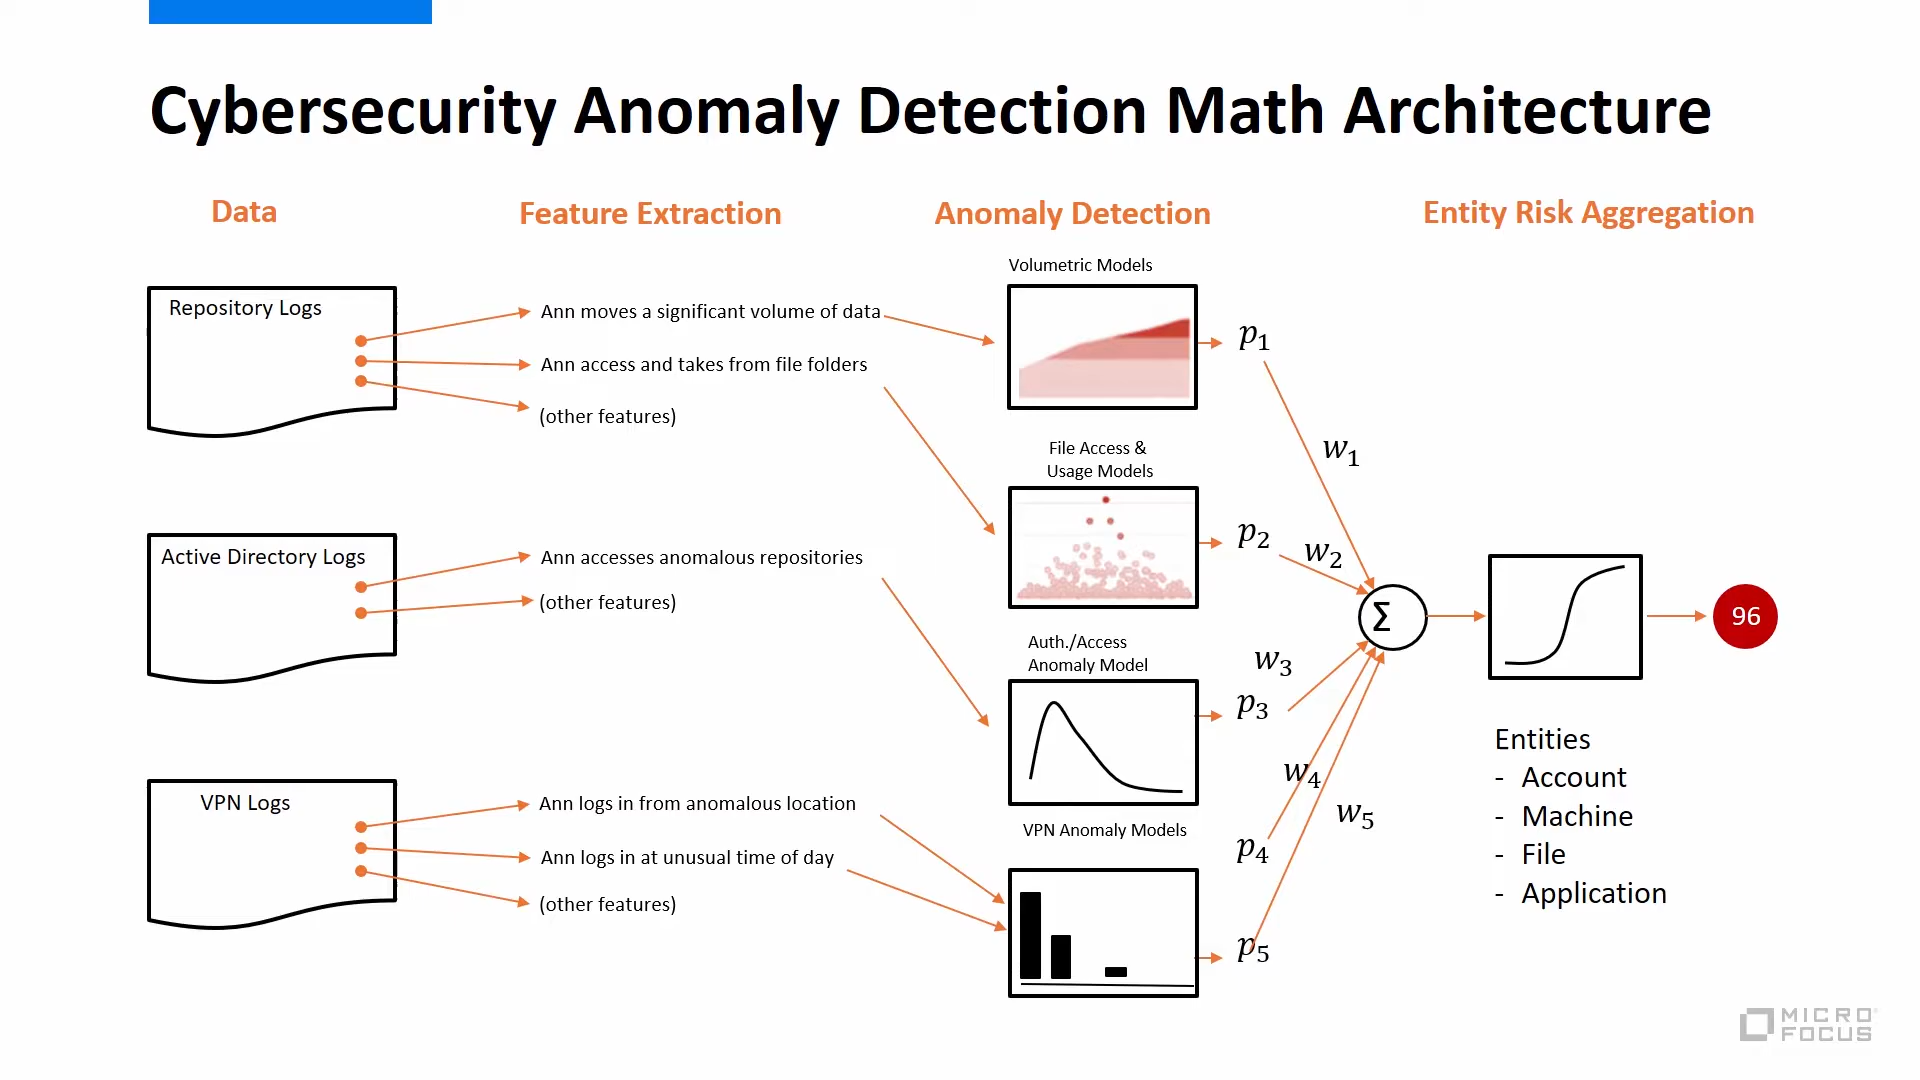 Cybersecurity Anomaly Detection Math Architecture
Data
Feature Extraction
Anomaly Detection
Entity Risk Aggregation
Repository Logs
Ann moves a significant volume of data
Ann access and takes from file folders
(other features)
Active Directory Logs
Ann accesses anomalous repositories
(other features)
VPN Logs
Ann logs in from anomalous location
Ann logs in at unusual time of day
(other features)
Volumetric Models
File Access &
Usage Models
Auth./Access
Anomaly Model
VPN Anomaly Models
p₁
w₁
p₂
w₂
w₃
p₃
w₄
w₅
p₄
p₅
Σ
96
Entities
- Account
- Machine
- File
- Application
MICRO
FOCUS